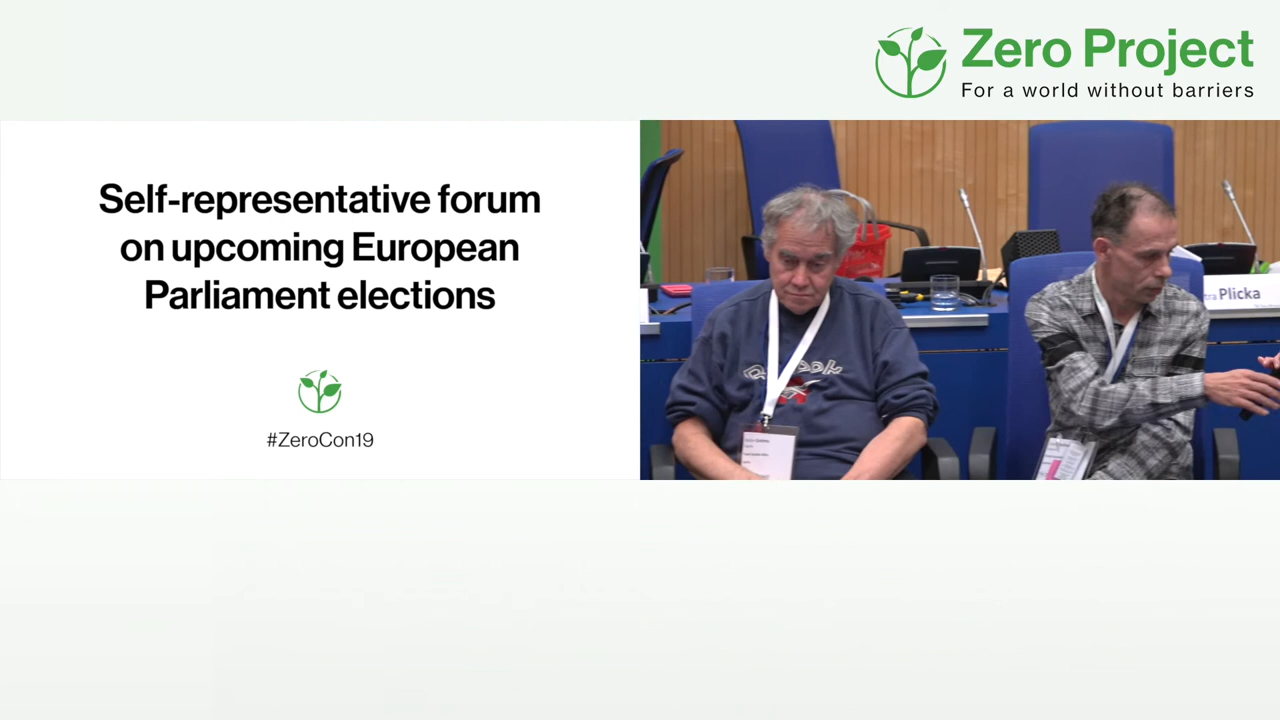 Zero Project
For a world without barriers
Self-representative forum
on upcoming European
Parliament elections
#ZeroCon19
Plicka